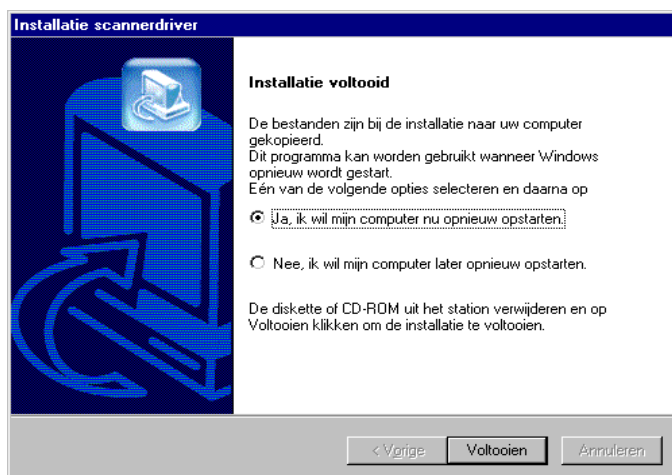 Installatie scannerdriver
Installatie voltooid
De bestanden zijn bij de installatie naar uw computer
gekopieerd.
Dit programma kan worden gebruikt wanneer Windows
opnieuw wordt gestart.
Eén van de volgende opties selecteren en daarna op
Ja, ik wil mijn computer nu opnieuw opstarten.
Nee, ik wil mijn computer later opnieuw opstarten.
De diskette of CD-ROM uit het station verwijderen en op
Voltooien klikken om de installatie te voltooien.
< Vorige Voltooien Annuleren